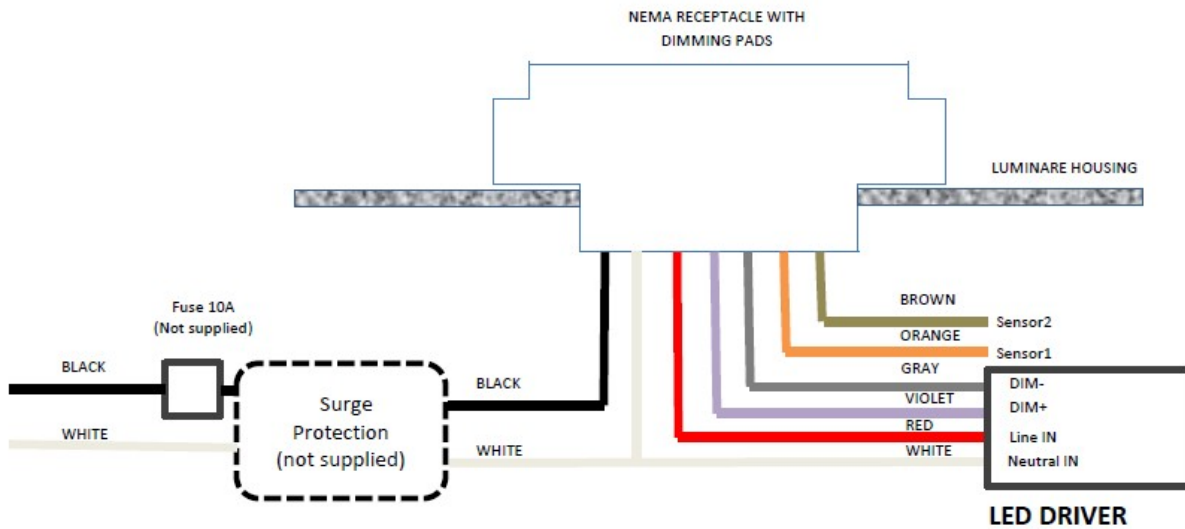 NEMA RECEPTACLE WITH
DIMMING PADS
LUMINARE HOUSING
Fuse 10A
(Not supplied)
BROWN
Sensor2
ORANGE
Sensor1
BLACK
GRAY
DIM-
BLACK
VIOLET
DIM+
Surge
Protection
(not supplied)
RED
Line IN
WHITE
WHITE
WHITE
Neutral IN
LED DRIVER